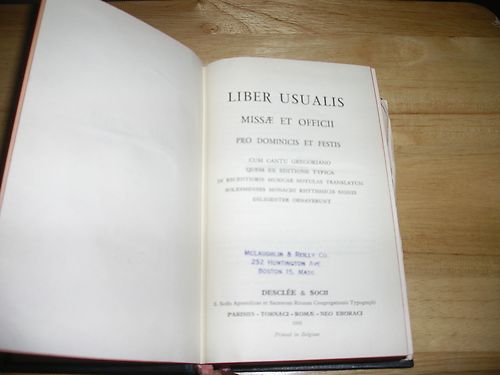 LIBER USUALIS
MISSÆ ET OFFICII
PRO DOMINICIS ET FESTIS
CUM CANTU GREGORIANO
QUEM EX EDITIONE TYPICA
IN RECENTIORIS MUSICAE NOTULAS TRANSLATUM
SOLESMENSES MONACHI RHYTHMICIS SIGNIS
DILIGENTER ORNAVERUNT
MCLAUGHLIN & REILLY CO.
252 HUNTINGTON AVE
BOSTON 15, MASS
DESCLÉE & SOCII
S. Sedis Apostolicae et Sacrorum Rituum Congregationis Typographi
PARISIIS - TORNACI - ROMÆ - NEO EBORACI
Printed in Belgium